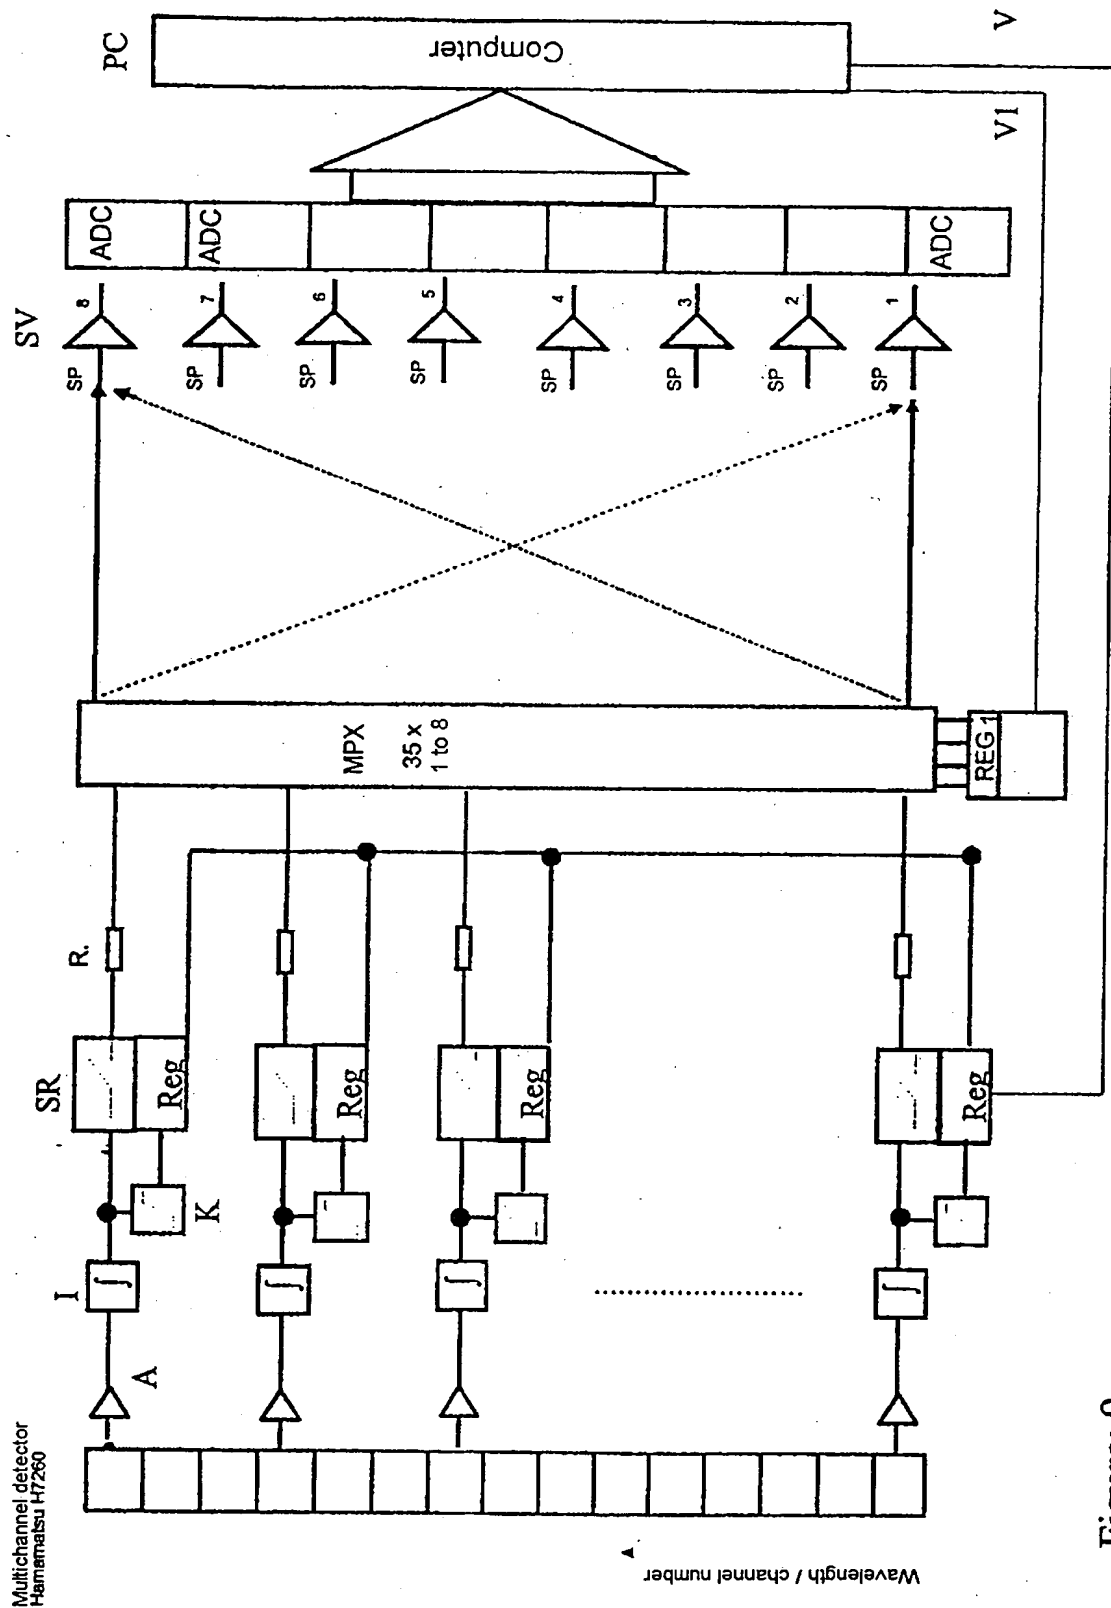 Multichannel detector
Hamamatsu H7260
Wavelength / channel number
A
I
K
SR
Reg
Reg
Reg
Reg
R.
MPX
35 x
1 to 8
REG 1
SP
SP
SP
SP
SP
SP
SP
SP
SV
8
7
6
5
4
3
2
1
ADC
ADC
ADC
PC
Computer
V1
V
Figure